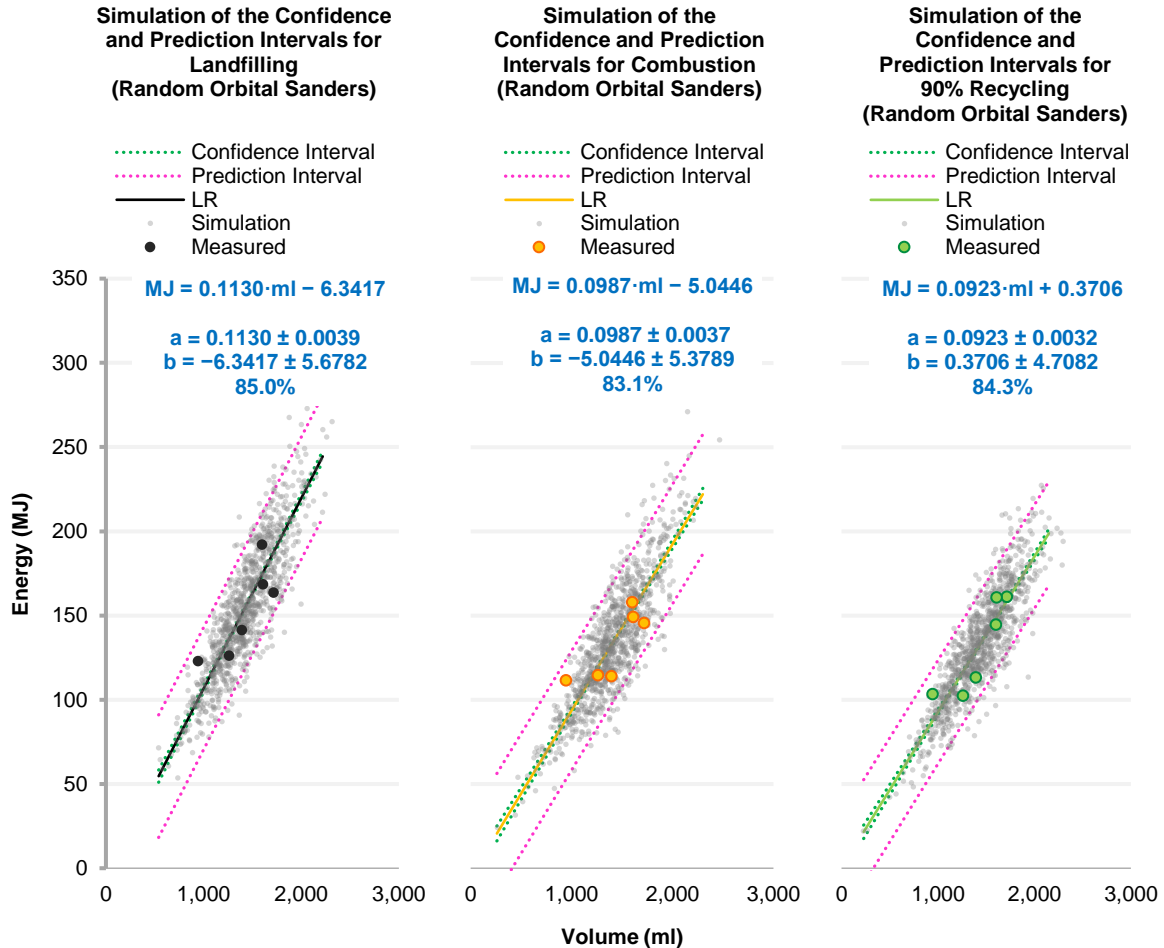 Simulation of the Confidence
and Prediction Intervals for
Landfilling
(Random Orbital Sanders)
Confidence Interval
Prediction Interval
LR
Simulation
Measured
Simulation of the
Confidence and Prediction
Intervals for Combustion
(Random Orbital Sanders)
Confidence Interval
Prediction Interval
LR
Simulation
Measured
Simulation of the
Confidence and
Prediction Intervals for
90% Recycling
(Random Orbital Sanders)
Confidence Interval
Prediction Interval
LR
Simulation
Measured
Energy (MJ)
350
300
250
200
150
100
50
0
MJ = 0.1130·ml − 6.3417
a = 0.1130 ± 0.0039
b = −6.3417 ± 5.6782
85.0%
0
1,000
2,000
3,000
MJ = 0.0987·ml − 5.0446
a = 0.0987 ± 0.0037
b = −5.0446 ± 5.3789
83.1%
0
1,000
2,000
3,000
MJ = 0.0923·ml + 0.3706
a = 0.0923 ± 0.0032
b = 0.3706 ± 4.7082
84.3%
0
1,000
2,000
3,000
Volume (ml)